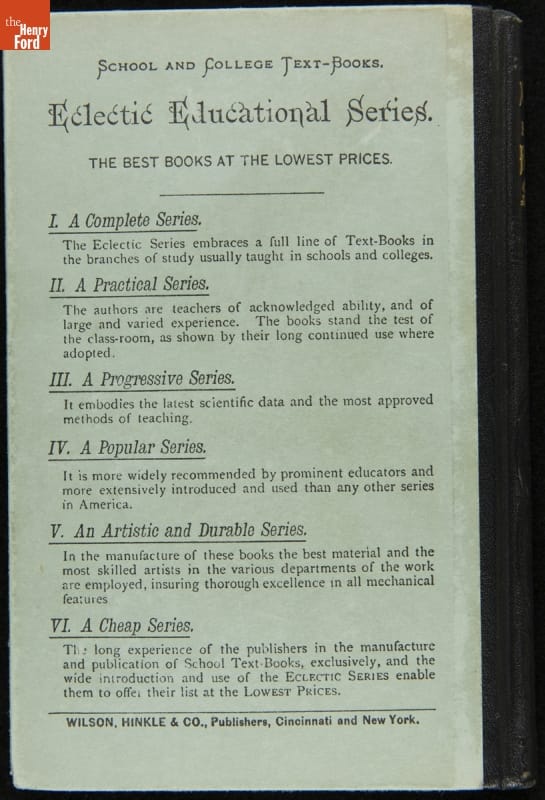 the
Henry
Ford
SCHOOL AND COLLEGE TEXT-BOOKS.
Eclectic Educational Series.
THE BEST BOOKS AT THE LOWEST PRICES.
I. A Complete Series.
The Eclectic Series embraces a full line of Text-Books in
the branches of study usually taught in schools and colleges.
II. A Practical Series.
The authors are teachers of acknowledged ability, and of
large and varied experience. The books stand the test of
the class-room, as shown by their long continued use where
adopted.
III. A Progressive Series.
It embodies the latest scientific data and the most approved
methods of teaching.
IV. A Popular Series.
It is more widely recommended by prominent educators and
more extensively introduced and used than any other series
in America.
V. An Artistic and Durable Series.
In the manufacture of these books the best material and the
most skilled artists in the various departments of the work
are employed, insuring thorough excellence in all mechanical
features
VI. A Cheap Series.
The long experience of the publishers in the manufacture
and publication of School Text-Books, exclusively, and the
wide introduction and use of the ECLECTIC SERIES enable
them to offer their list at the LOWEST PRICES.
WILSON, HINKLE & CO., Publishers, Cincinnati and New York.